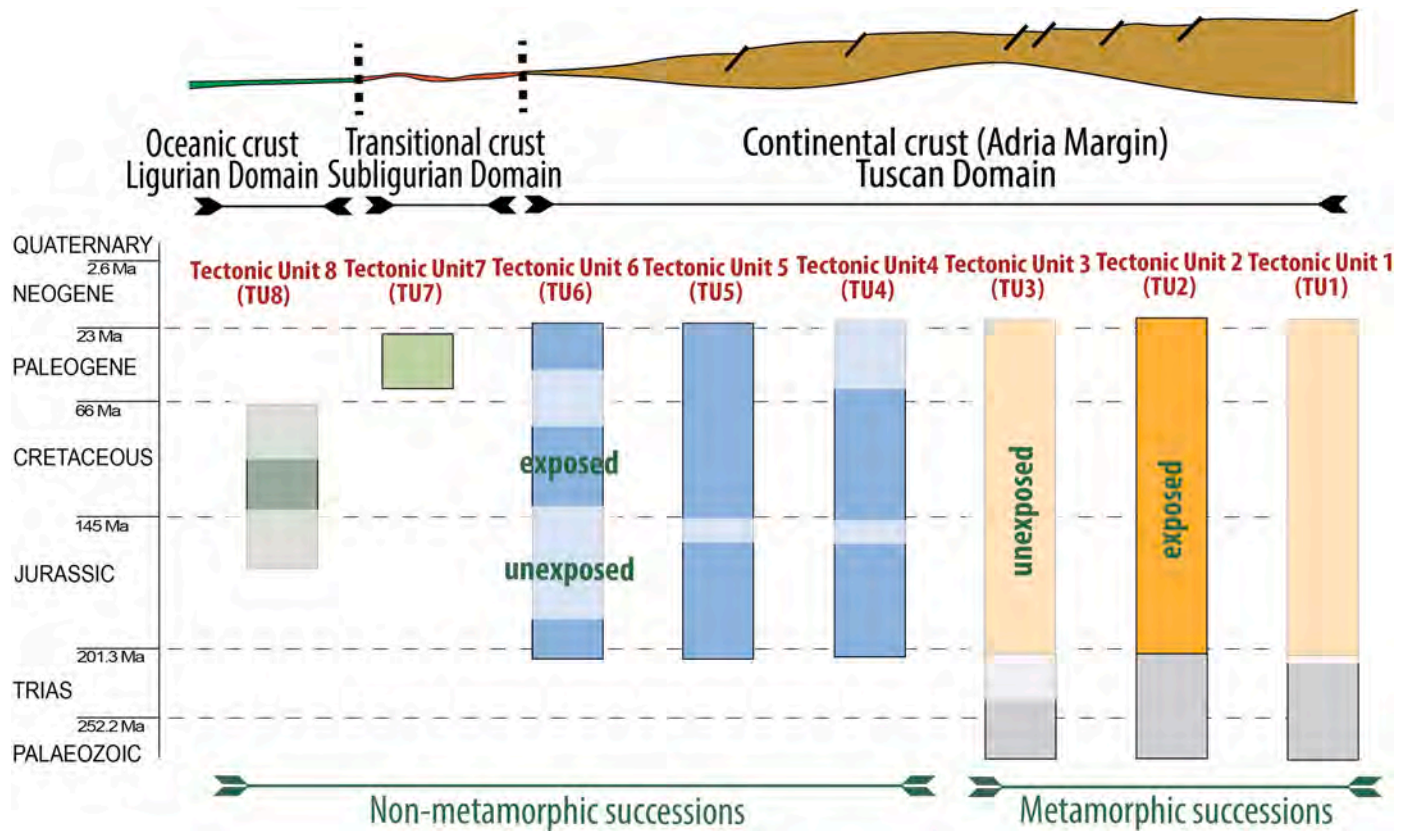 Oceanic crust
Ligurian Domain
Transitional crust
Subligurian Domain
Continental crust (Adria Margin)
Tuscan Domain
QUATERNARY
2.6 Ma
NEOGENE
23 Ma
PALEOGENE
66 Ma
CRETACEOUS
145 Ma
JURASSIC
201.3 Ma
TRIAS
252.2 Ma
PALAEOZOIC
Tectonic Unit 8
(TU8)
Tectonic Unit7
(TU7)
Tectonic Unit 6
(TU6)
Tectonic Unit 5
(TU5)
Tectonic Unit4
(TU4)
Tectonic Unit 3
(TU3)
Tectonic Unit 2
(TU2)
Tectonic Unit 1
(TU1)
exposed
unexposed
unexposed
exposed
Non-metamorphic successions
Metamorphic successions